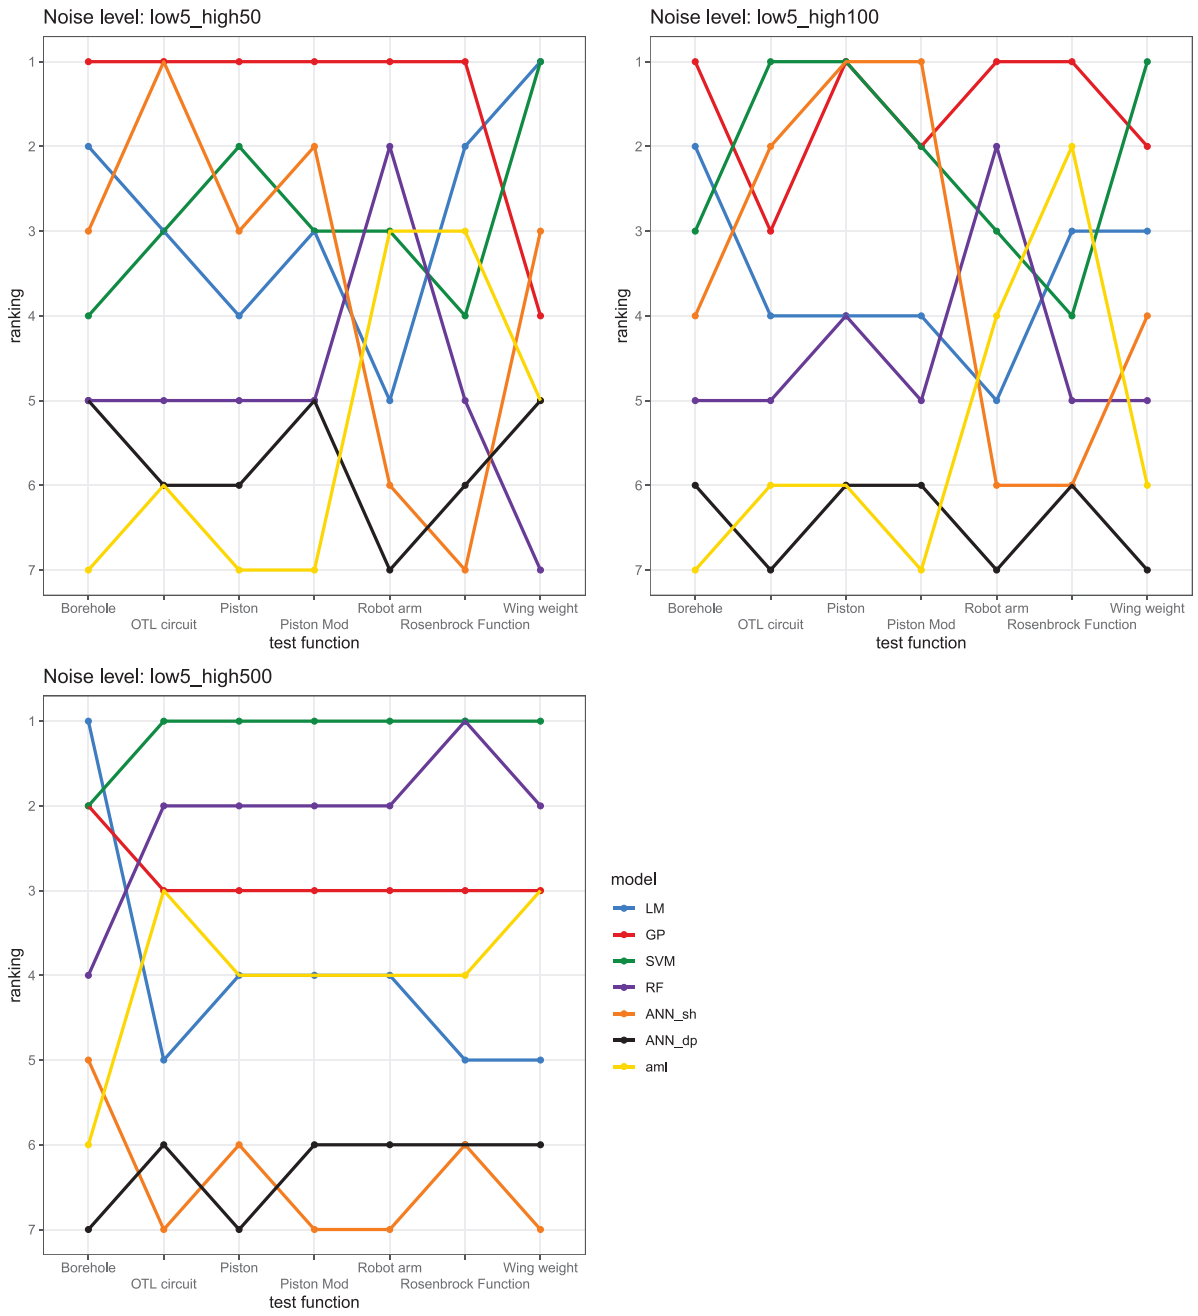 Noise level: low5_high50
1
2
3
4
5
6
7
ranking
Borehole
OTL circuit
Piston
Piston Mod
Robot arm
Rosenbrock Function
Wing weight
test function
Noise level: low5_high100
1
2
3
4
5
6
7
ranking
Borehole
OTL circuit
Piston
Piston Mod
Robot arm
Rosenbrock Function
Wing weight
test function
Noise level: low5_high500
1
2
3
4
5
6
7
ranking
Borehole
OTL circuit
Piston
Piston Mod
Robot arm
Rosenbrock Function
Wing weight
test function
model
LM
GP
SVM
RF
ANN_sh
ANN_dp
aml